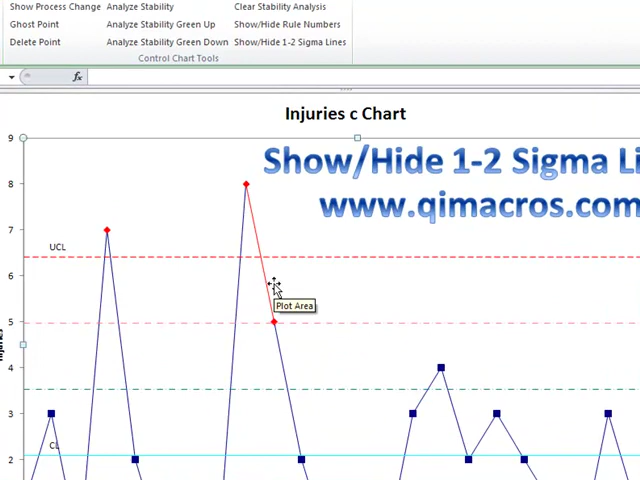 Show Process Change Analyze Stability Clear Stability Analysis
Ghost Point Analyze Stability Green Up Show/Hide Rule Numbers
Delete Point Analyze Stability Green Down Show/Hide 1-2 Sigma Lines
Control Chart Tools
fx
Injuries c Chart
9
Show/Hide 1-2 Sigma Li
www.qimacros.com
8
7
UCL
6
Plot Area
5
Injuries
4
3
CL
2